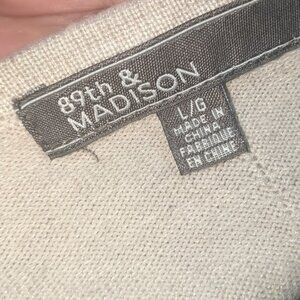 89th &
MADISON
L/G
MADE IN
CHINA
FABRIQUÉ
EN CHINE